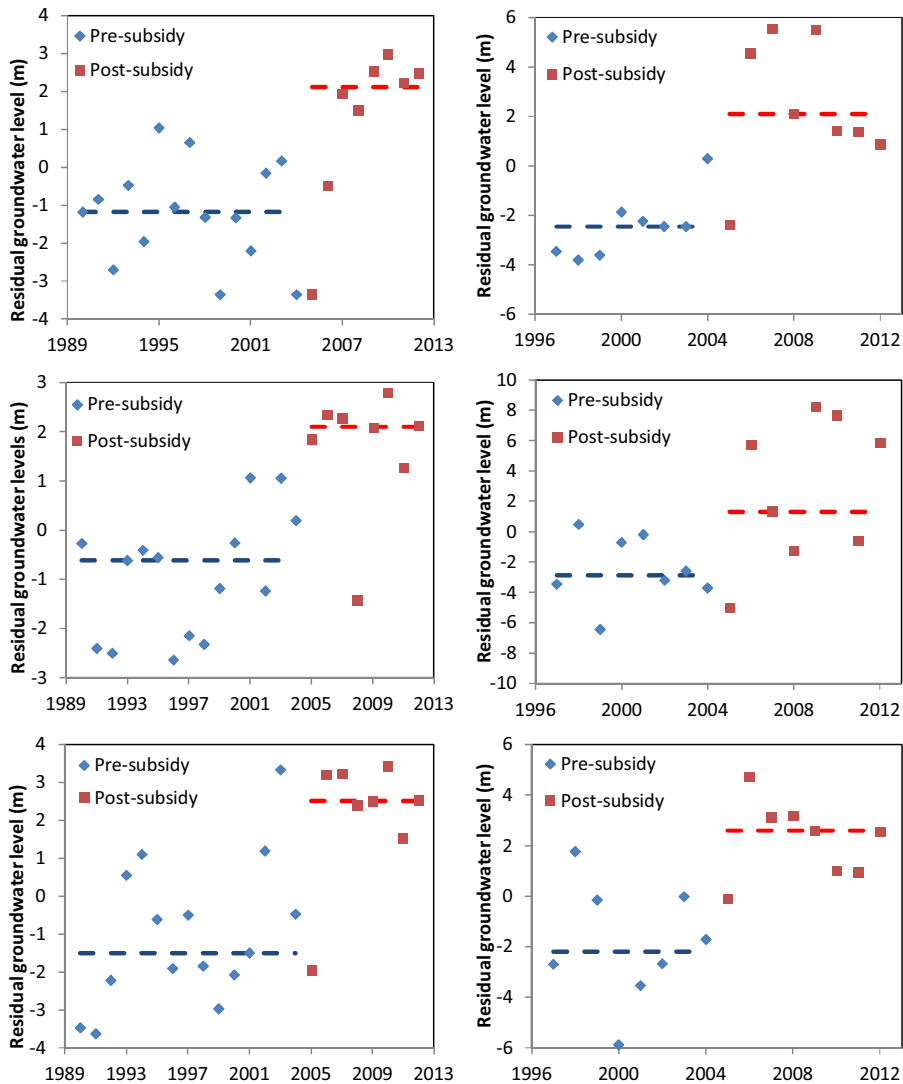 Residual groundwater level (m)
4
3
2
1
0
-1
-2
-3
-4
Pre-subsidy
Post-subsidy
1989 1995 2001 2007 2013
Residual groundwater level (m)
6
4
2
0
-2
-4
-6
Pre-subsidy
Post-subsidy
1996 2000 2004 2008 2012
Residual groundwater levels (m)
3
2
1
0
-1
-2
-3
Pre-subsidy
Post-subsidy
1989 1993 1997 2001 2005 2009 2013
Residual groundwater level (m)
10
8
6
4
2
0
-2
-4
-6
-8
-10
Pre-subsidy
Post-subsidy
1996 2000 2004 2008 2012
Residual groundwater level (m)
4
3
2
1
0
-1
-2
-3
-4
Pre-subsidy
Post-subsidy
1989 1993 1997 2001 2005 2009 2013
Residual groundwater level (m)
6
4
2
0
-2
-4
-6
Pre-subsidy
Post-subsidy
1996 2000 2004 2008 2012